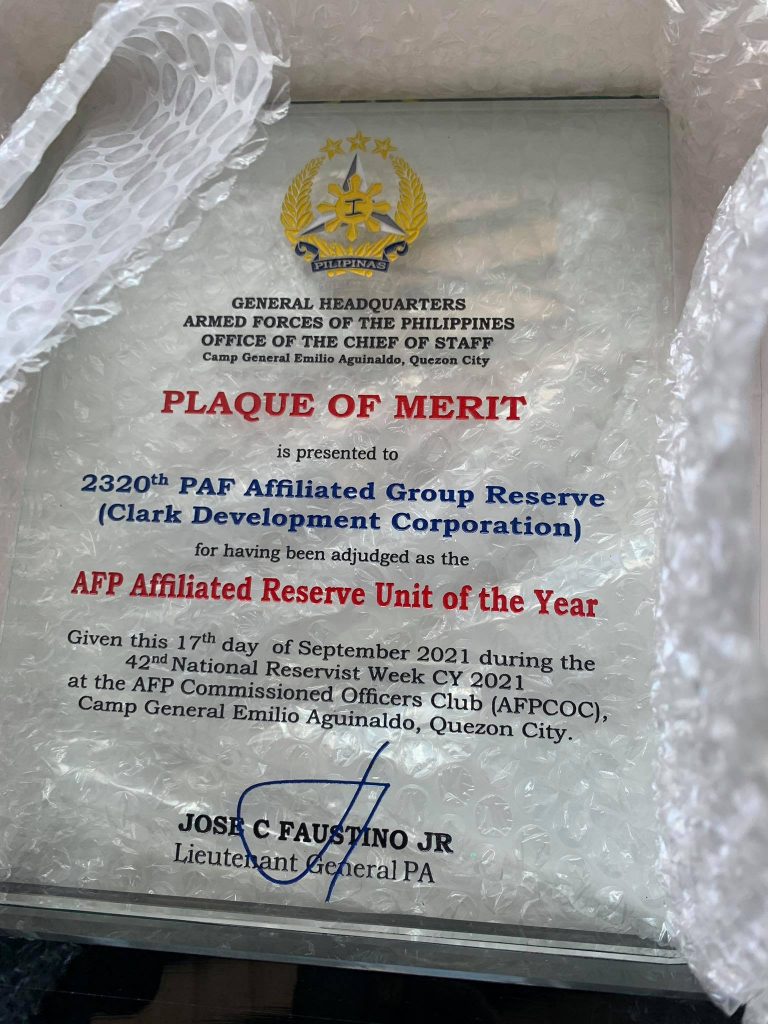 I
PILIPINAS
GENERAL HEADQUARTERS
ARMED FORCES OF THE PHILIPPINES
OFFICE OF THE CHIEF OF STAFF
Camp General Emilio Aguinaldo, Quezon City
PLAQUE OF MERIT
is presented to
2320th PAF Affiliated Group Reserve
(Clark Development Corporation)
for having been adjudged as the
AFP Affiliated Reserve Unit of the Year
Given this 17th day of September 2021 during the
42nd National Reservist Week CY 2021
at the AFP Commissioned Officers Club (AFPCOC),
Camp General Emilio Aguinaldo, Quezon City.
JOSE C FAUSTINO JR
Lieutenant General PA